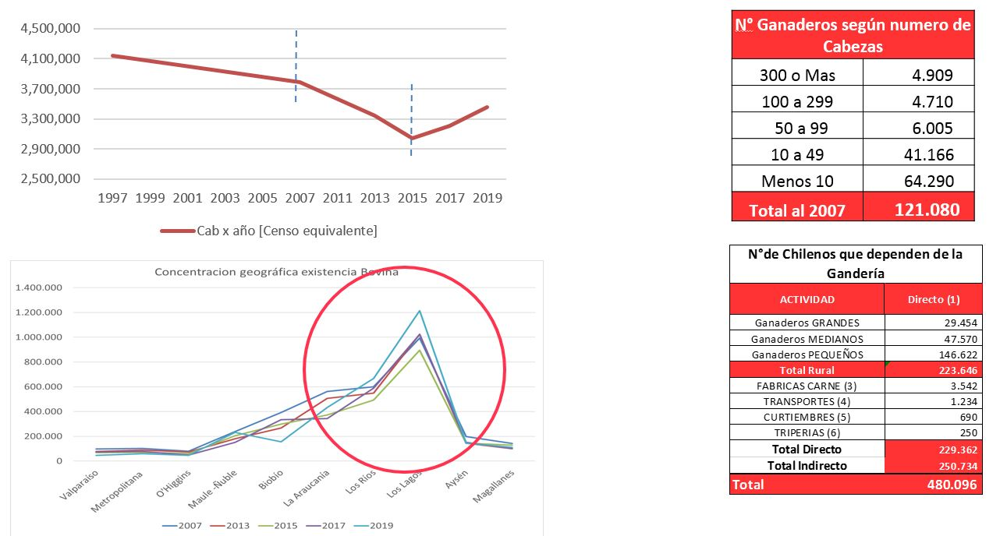 4,500,000
4,100,000
3,700,000
3,300,000
2,900,000
2,500,000
1997 1999 2001 2003 2005 2007 2011 2013 2015 2017 2019
Cab x año [Censo equivalente]
N° Ganaderos según numero de
Cabezas
300 o Mas 4.909
100 a 299 4.710
50 a 99 6.005
10 a 49 41.166
Menos 10 64.290
Total al 2007 121.080
Concentracion geográfica existencia Bovina
1.400.000
1.200.000
1.000.000
800.000
600.000
400.000
200.000
0
Valparaíso
Metropolitana
O'Higgins
Maule -Ñuble
Biobío
La Araucanía
Los Ríos
Los Lagos
Aysén
Magallanes
2007 2013 2015 2017 2019
N°de Chilenos que dependen de la
Gandería
ACTIVIDAD Directo (1)
Ganaderos GRANDES 29.454
Ganaderos MEDIANOS 47.570
Ganaderos PEQUEÑOS 146.622
Total Rural 223.646
FABRICAS CARNE (3) 3.542
TRANSPORTES (4) 1.234
CURTIEMBRES (5) 690
TRIPERIAS (6) 250
Total Directo 229.362
Total Indirecto 250.734
Total 480.096